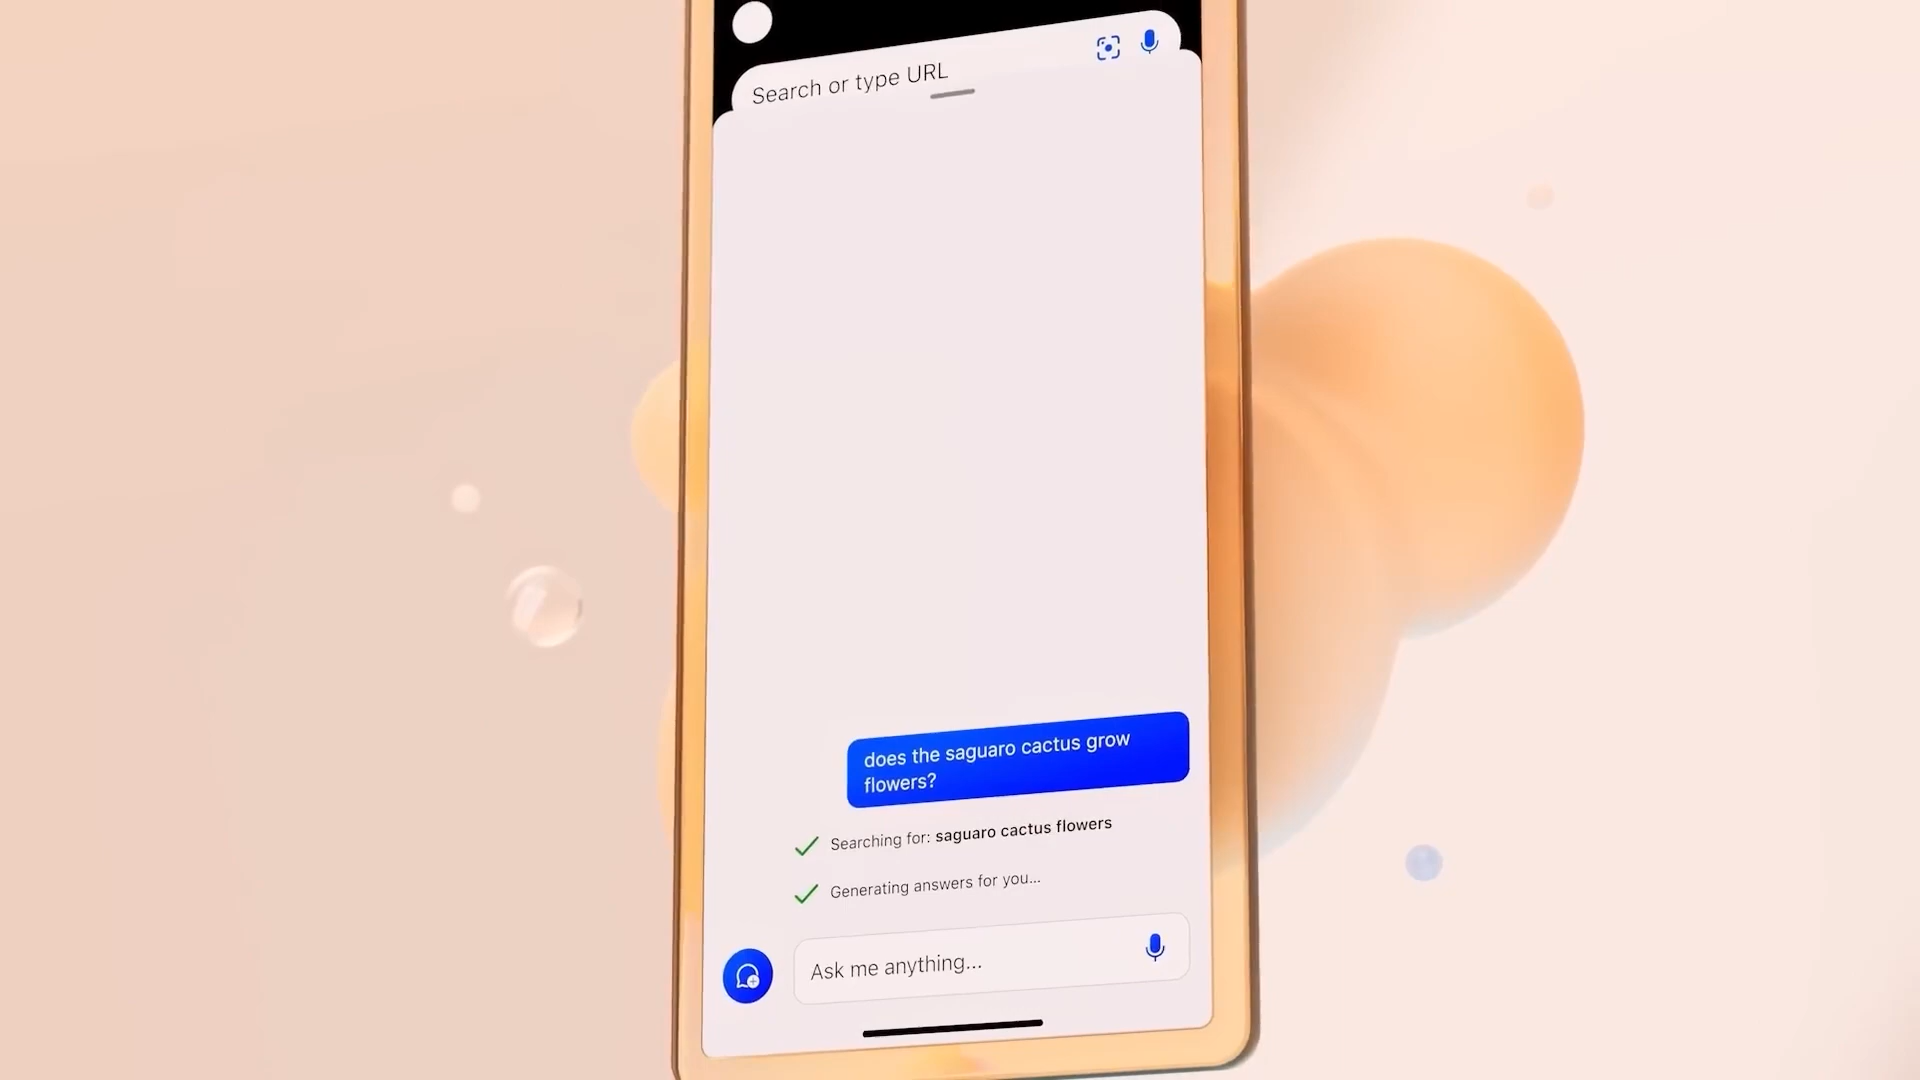 Search or type URL
does the saguaro cactus grow
flowers?
Searching for: saguaro cactus flowers
Generating answers for you...
Ask me anything...